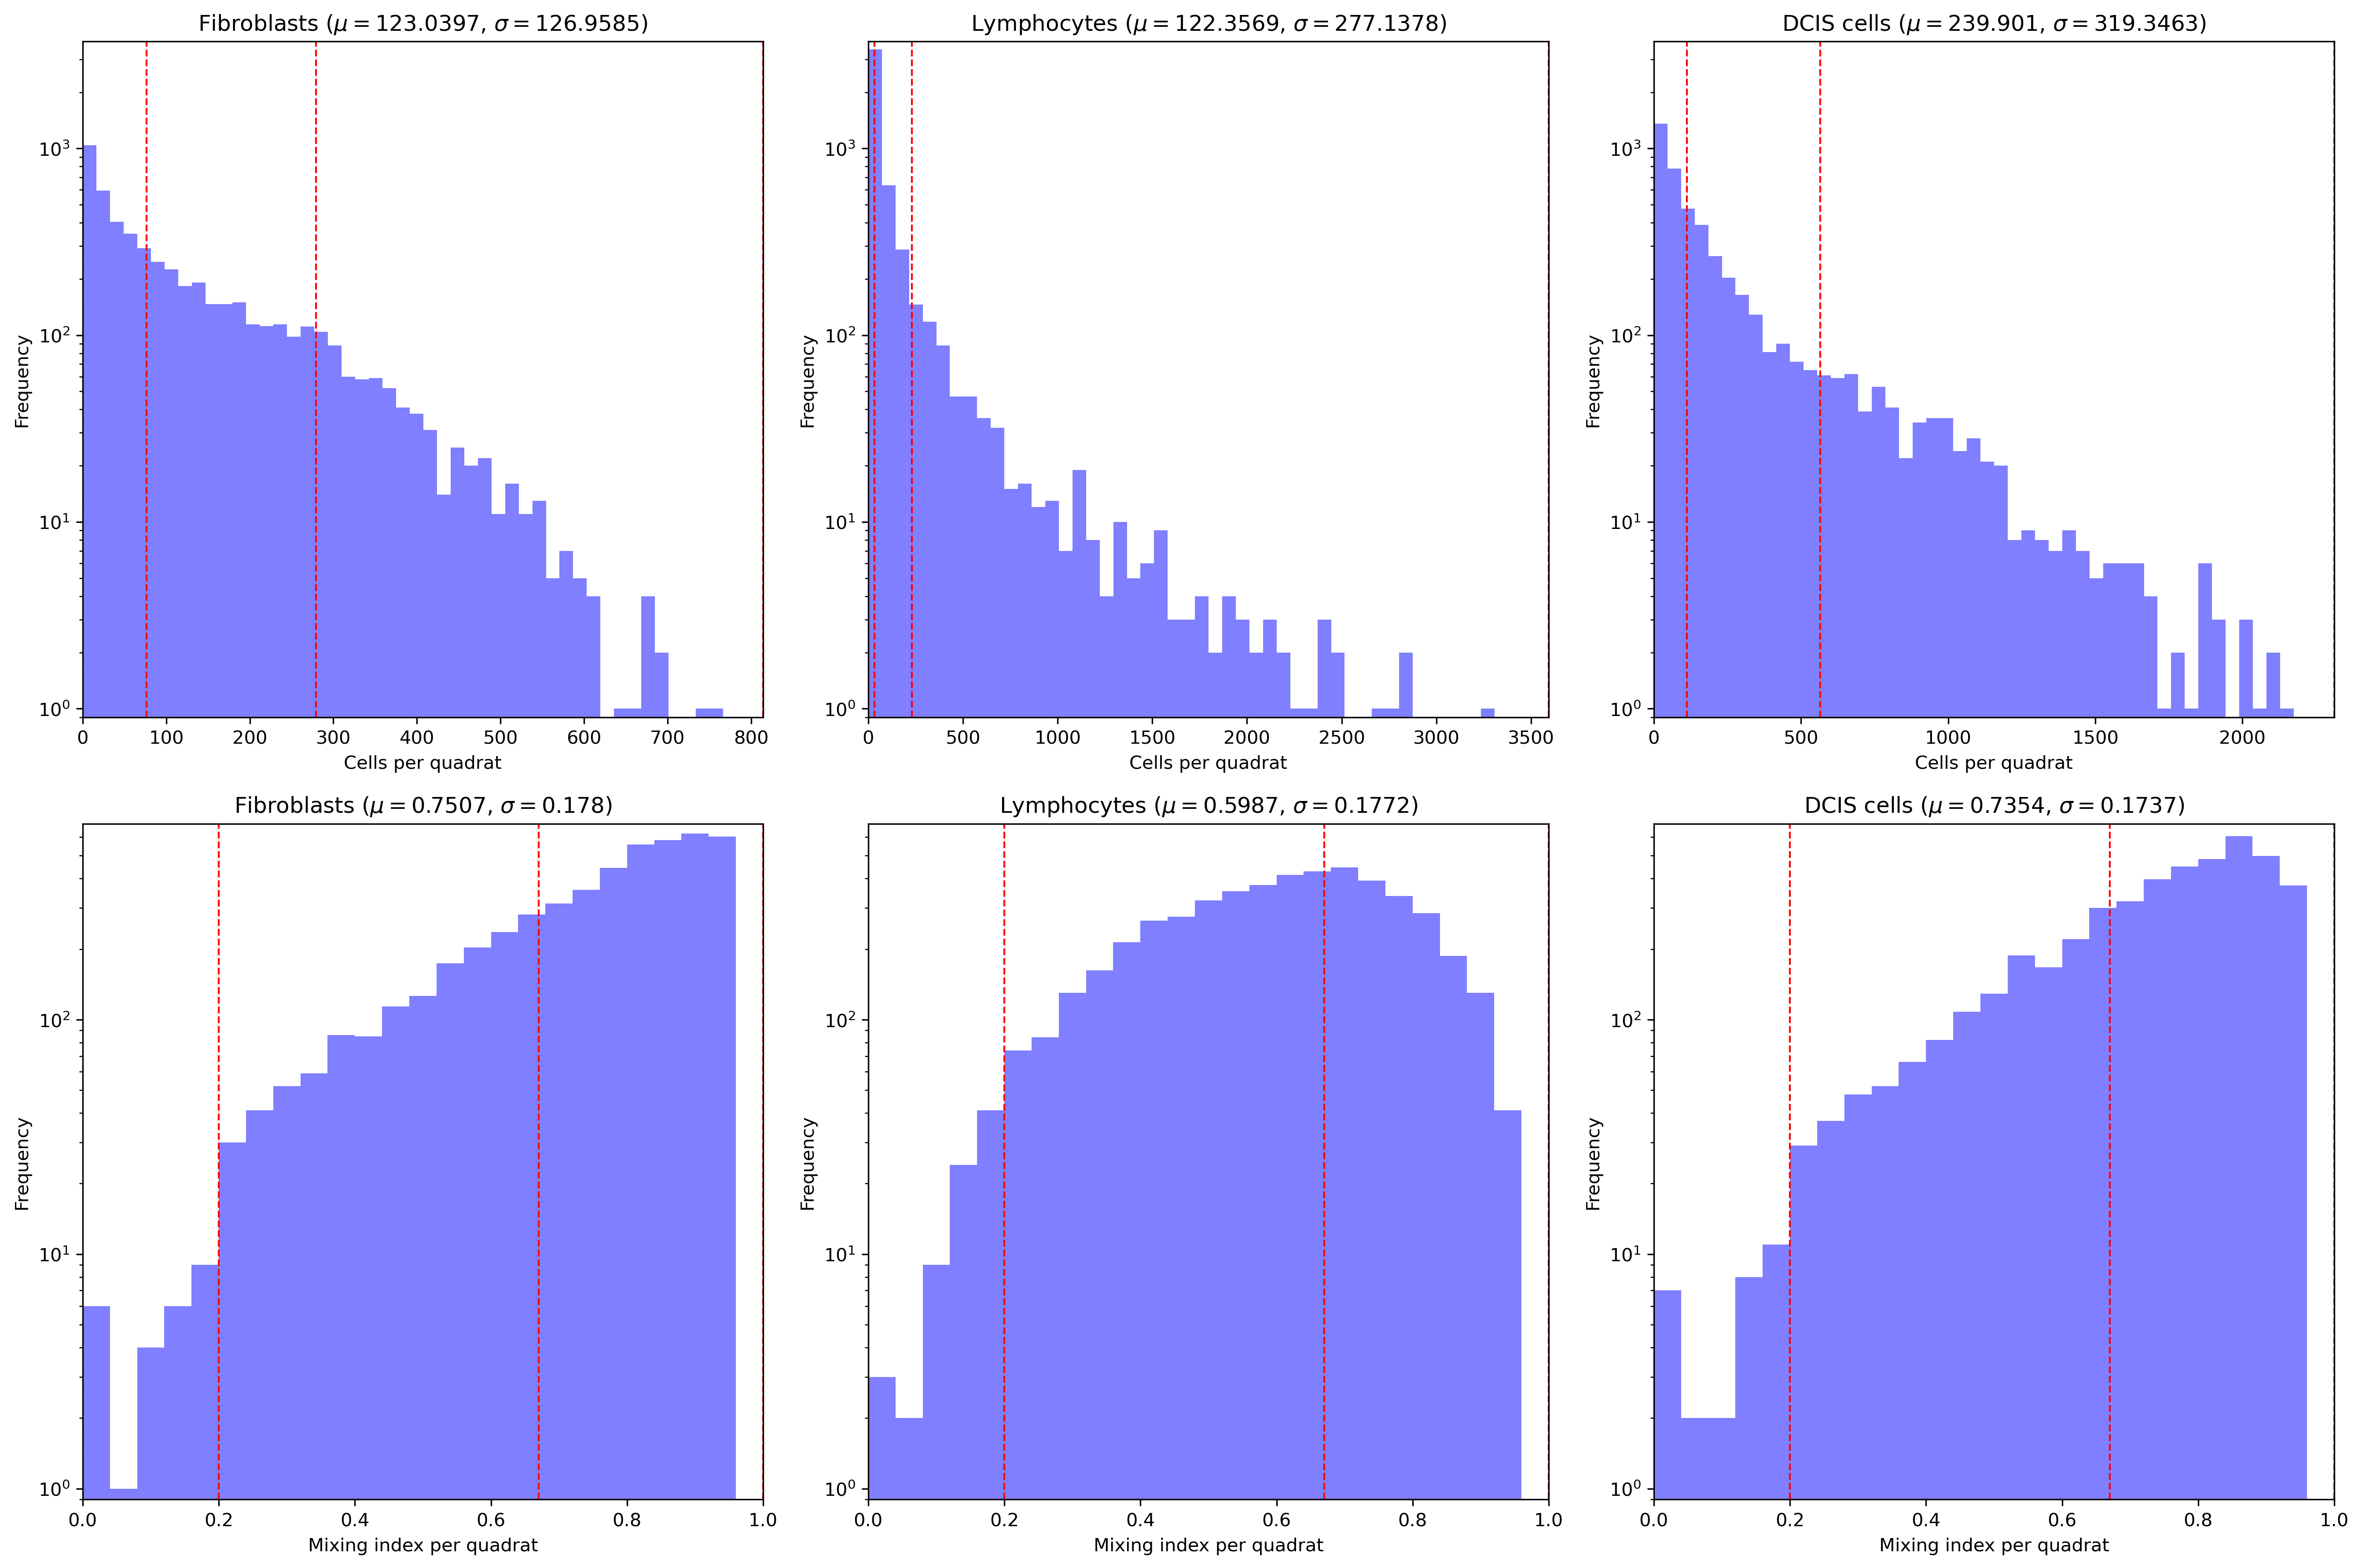 Fibroblasts (μ = 123.0397, σ = 126.9585)
Frequency
10³
10²
10¹
10⁰
0 100 200 300 400 500 600 700 800
Cells per quadrat
Lymphocytes (μ = 122.3569, σ = 277.1378)
Frequency
10³
10²
10¹
10⁰
0 500 1000 1500 2000 2500 3000 3500
Cells per quadrat
DCIS cells (μ = 239.901, σ = 319.3463)
Frequency
10³
10²
10¹
10⁰
0 500 1000 1500 2000
Cells per quadrat
Fibroblasts (μ = 0.7507, σ = 0.178)
Frequency
10²
10¹
10⁰
0.0 0.2 0.4 0.6 0.8 1.0
Mixing index per quadrat
Lymphocytes (μ = 0.5987, σ = 0.1772)
Frequency
10²
10¹
10⁰
0.0 0.2 0.4 0.6 0.8 1.0
Mixing index per quadrat
DCIS cells (μ = 0.7354, σ = 0.1737)
Frequency
10²
10¹
10⁰
0.0 0.2 0.4 0.6 0.8 1.0
Mixing index per quadrat